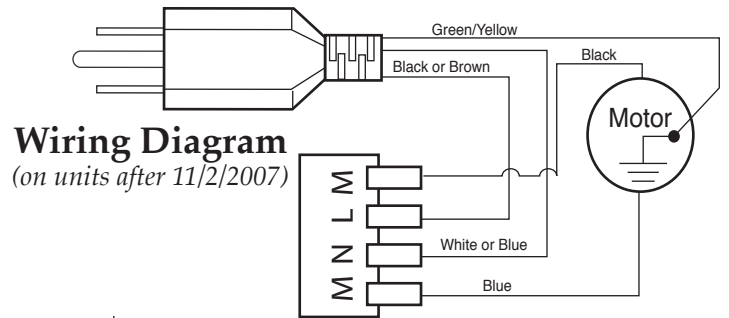 Green/Yellow
Black
Black or Brown
Motor
Wiring Diagram
(on units after 11/2/2007)
M
L
N
White or Blue
M
Blue